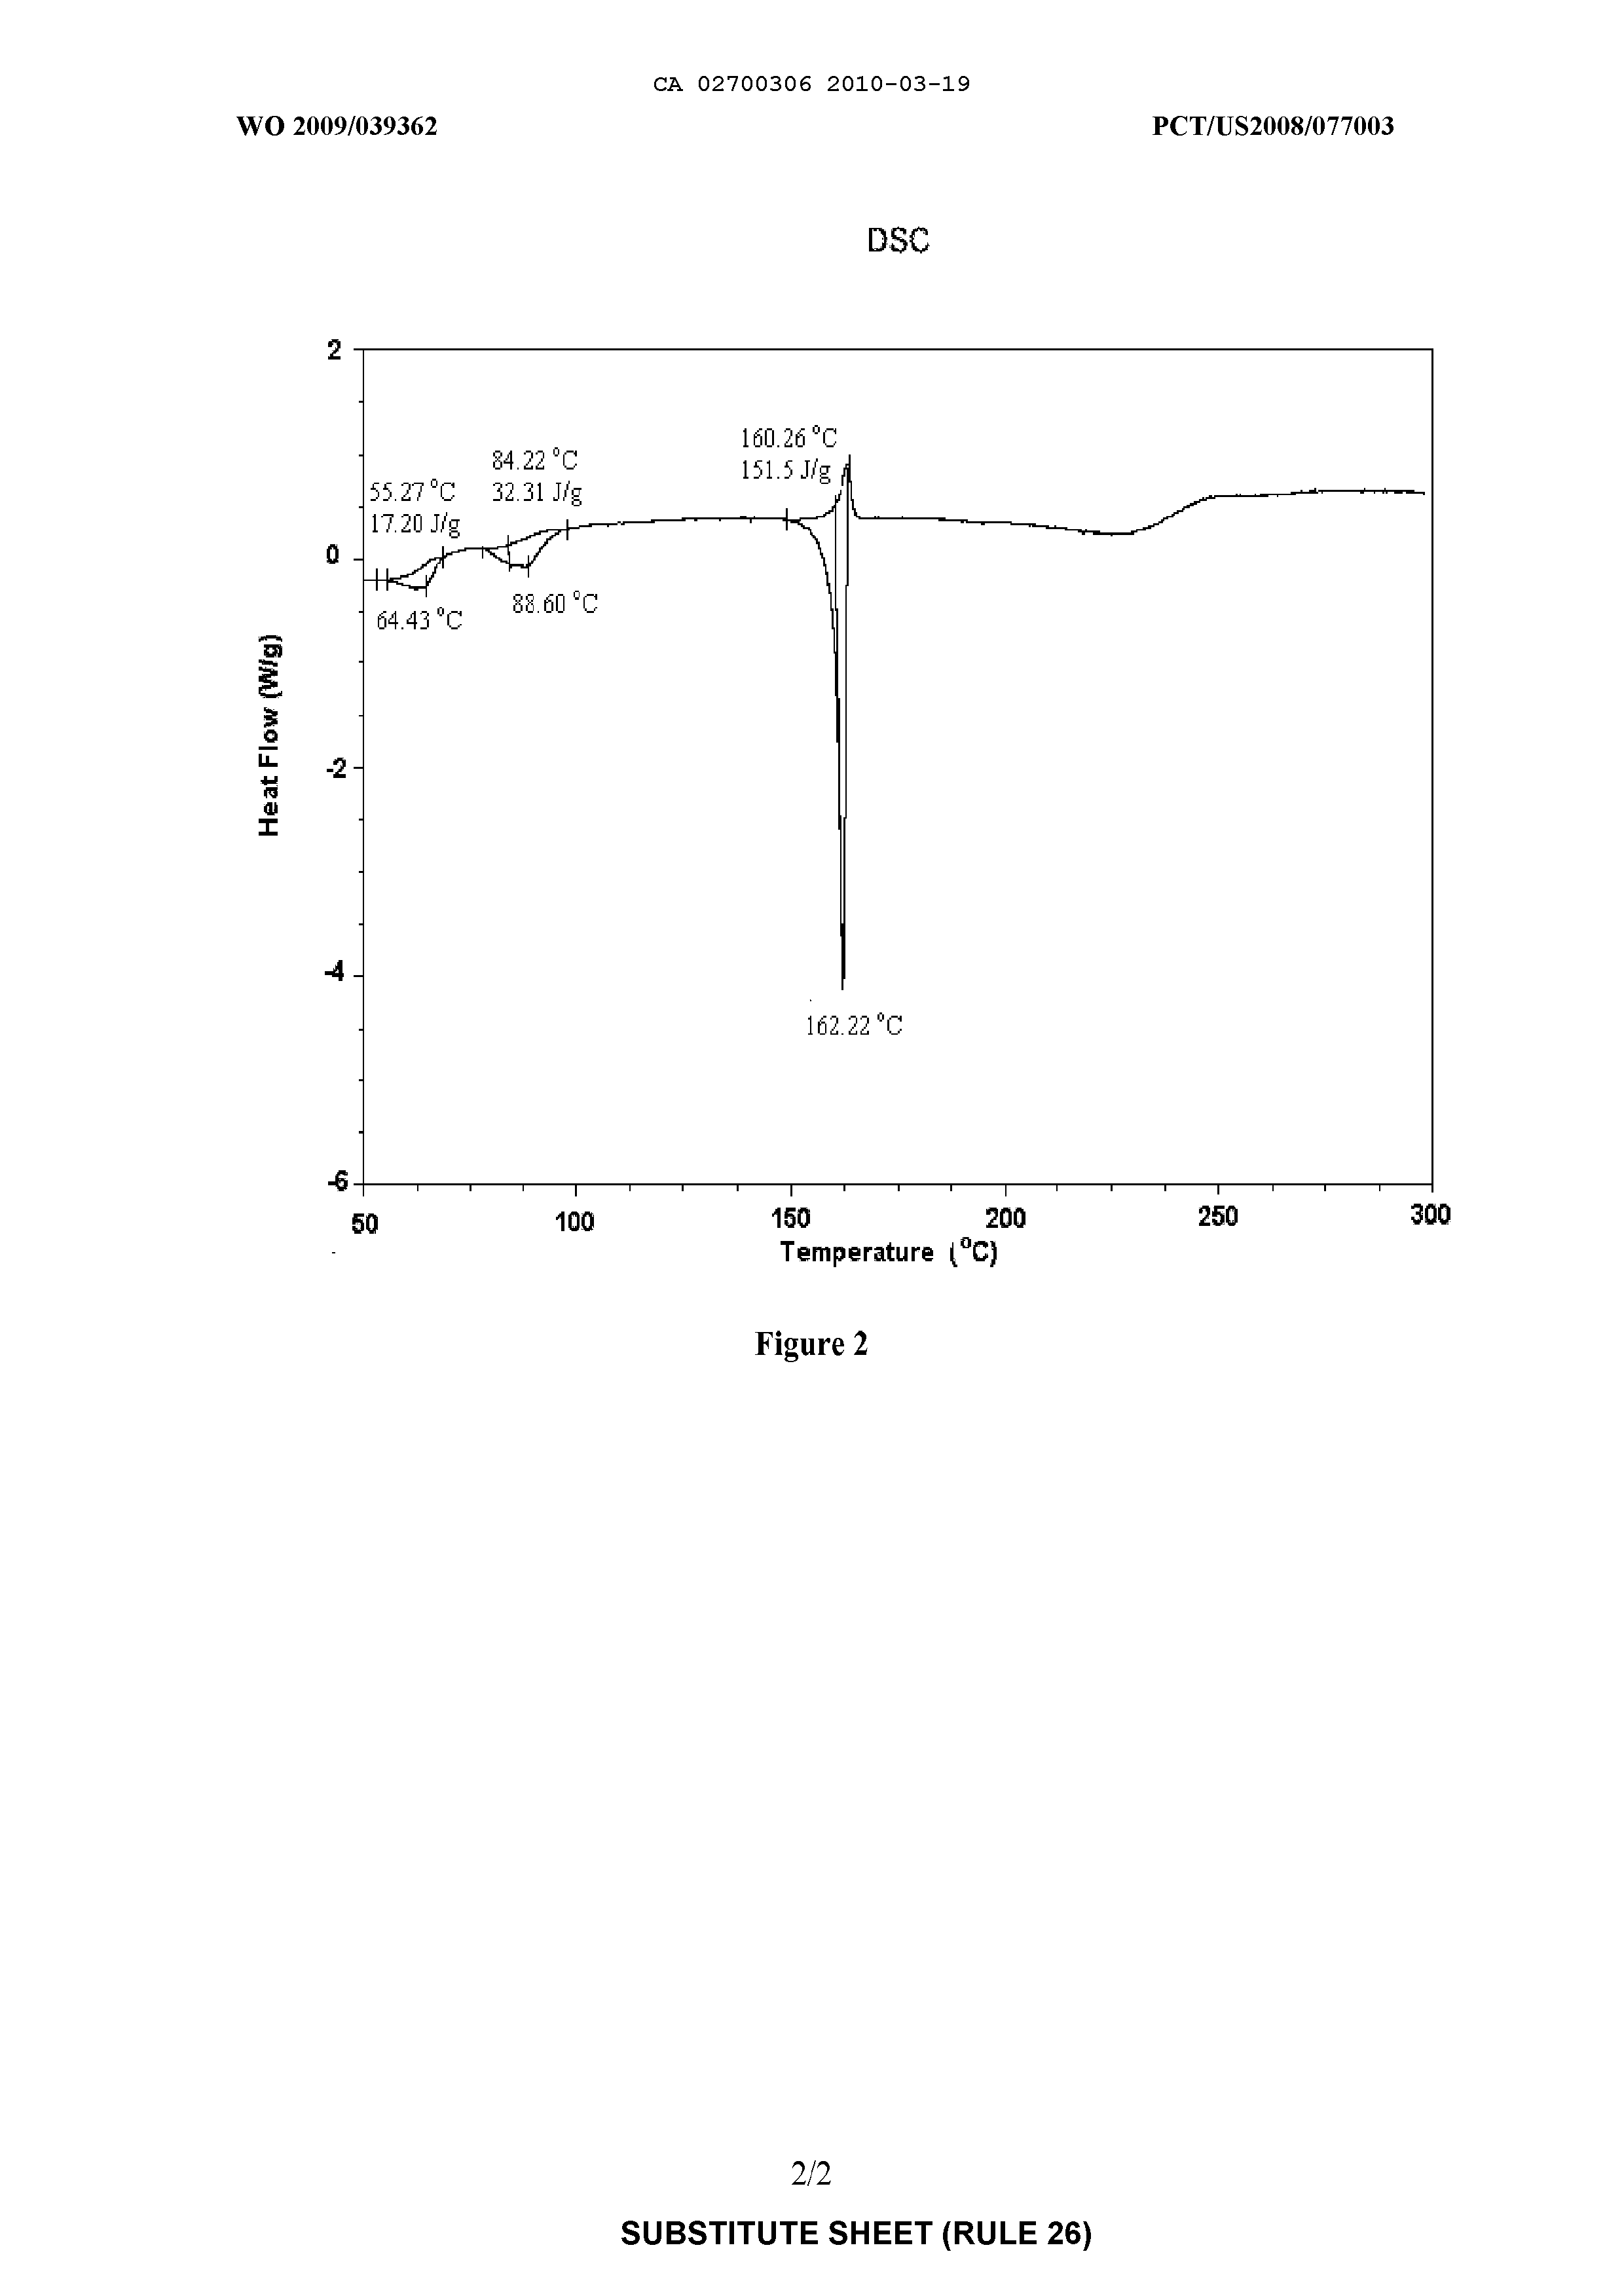 CA 02700306 2010-03-19
WO 2009/039362
PCT/US2008/077003
DSC
2
160.26 °C
151.5 J/g
84.22 °C
32.31 J/g
55.27 °C
17.20 J/g
0
88.60 °C
64.43 °C
Heat Flow (W/g)
-2
-4
162.22 °C
-6
50
100
150
200
250
300
Temperature (°C)
Figure 2
2/2
SUBSTITUTE SHEET (RULE 26)